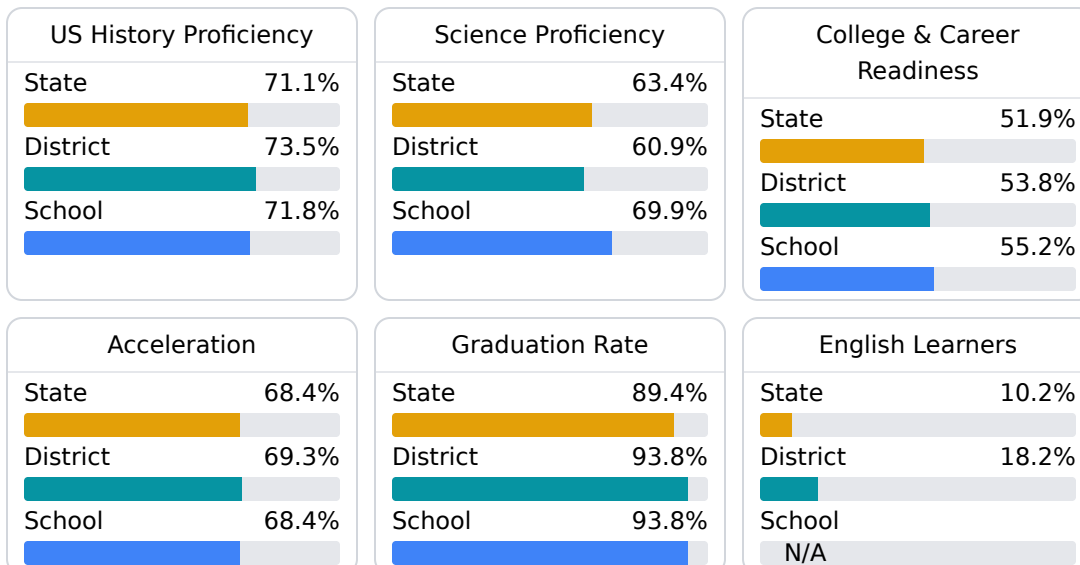 US History Proficiency
State 71.1%
District 73.5%
School 71.8%
Science Proficiency
State 63.4%
District 60.9%
School 69.9%
College & Career
Readiness
State 51.9%
District 53.8%
School 55.2%
Acceleration
State 68.4%
District 69.3%
School 68.4%
Graduation Rate
State 89.4%
District 93.8%
School 93.8%
English Learners
State 10.2%
District 18.2%
School
N/A